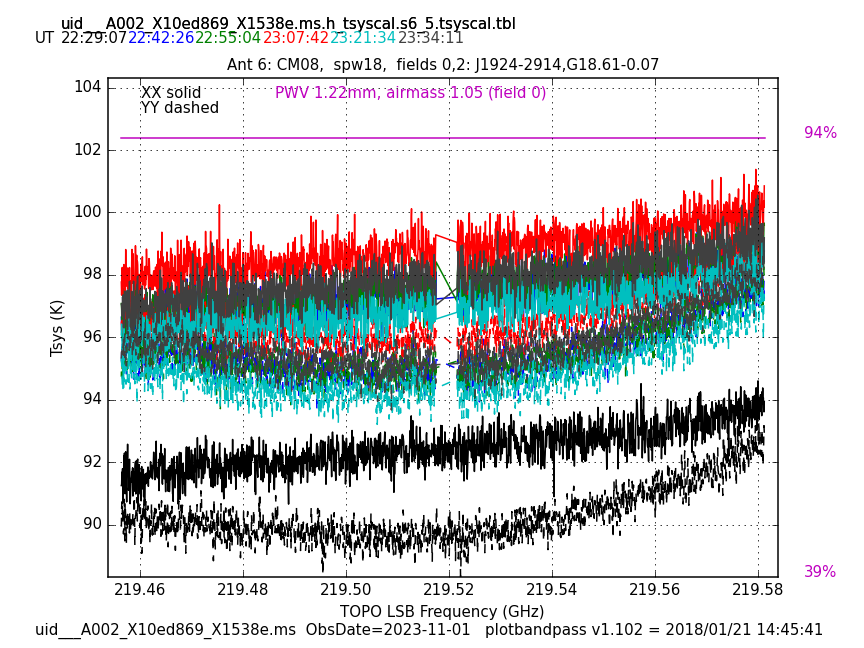 uid___A002_X10ed869_X1538e.ms.h_tsyscal.s6_5.tsyscal.tbl
UT 22:29:07 22:42:26 22:55:04 23:07:42 23:21:34 23:34:11
Ant 6: CM08,  spw18,  fields 0,2: J1924-2914,G18.61-0.07
XX solid
YY dashed
PWV 1.22mm, airmass 1.05 (field 0)
94%
39%
Tsys (K)
104
102
100
98
96
94
92
90
219.46 219.48 219.50 219.52 219.54 219.56 219.58
TOPO LSB Frequency (GHz)
uid___A002_X10ed869_X1538e.ms  ObsDate=2023-11-01   plotbandpass v1.102 = 2018/01/21 14:45:41